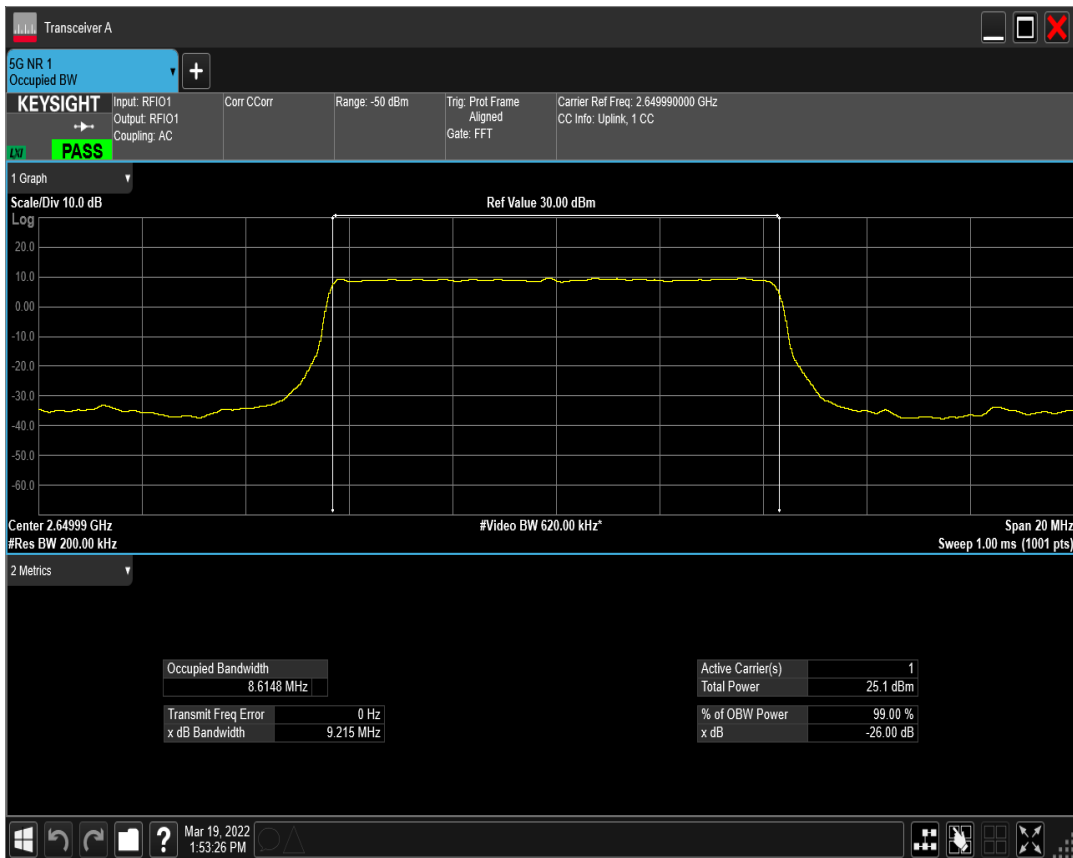 Transceiver A
5G NR 1
Occupied BW
+
KEYSIGHT
LXI
PASS
Input: RFIO1
Output: RFIO1
Coupling: AC
Corr CCorr
Range: -50 dBm
Trig: Prot Frame
Aligned
Gate: FFT
Carrier Ref Freq: 2.649990000 GHz
CC Info: Uplink, 1 CC
1 Graph
Scale/Div 10.0 dB
Ref Value 30.00 dBm
Log
20.0
10.0
0.00
-10.0
-20.0
-30.0
-40.0
-50.0
-60.0
Center 2.64999 GHz
#Video BW 620.00 kHz*
Span 20 MHz
#Res BW 200.00 kHz
Sweep 1.00 ms (1001 pts)
2 Metrics
Occupied Bandwidth
8.6148 MHz
Transmit Freq Error 0 Hz
x dB Bandwidth 9.215 MHz
Active Carrier(s) 1
Total Power 25.1 dBm
% of OBW Power 99.00 %
x dB -26.00 dB
?
Mar 19, 2022
1:53:26 PM